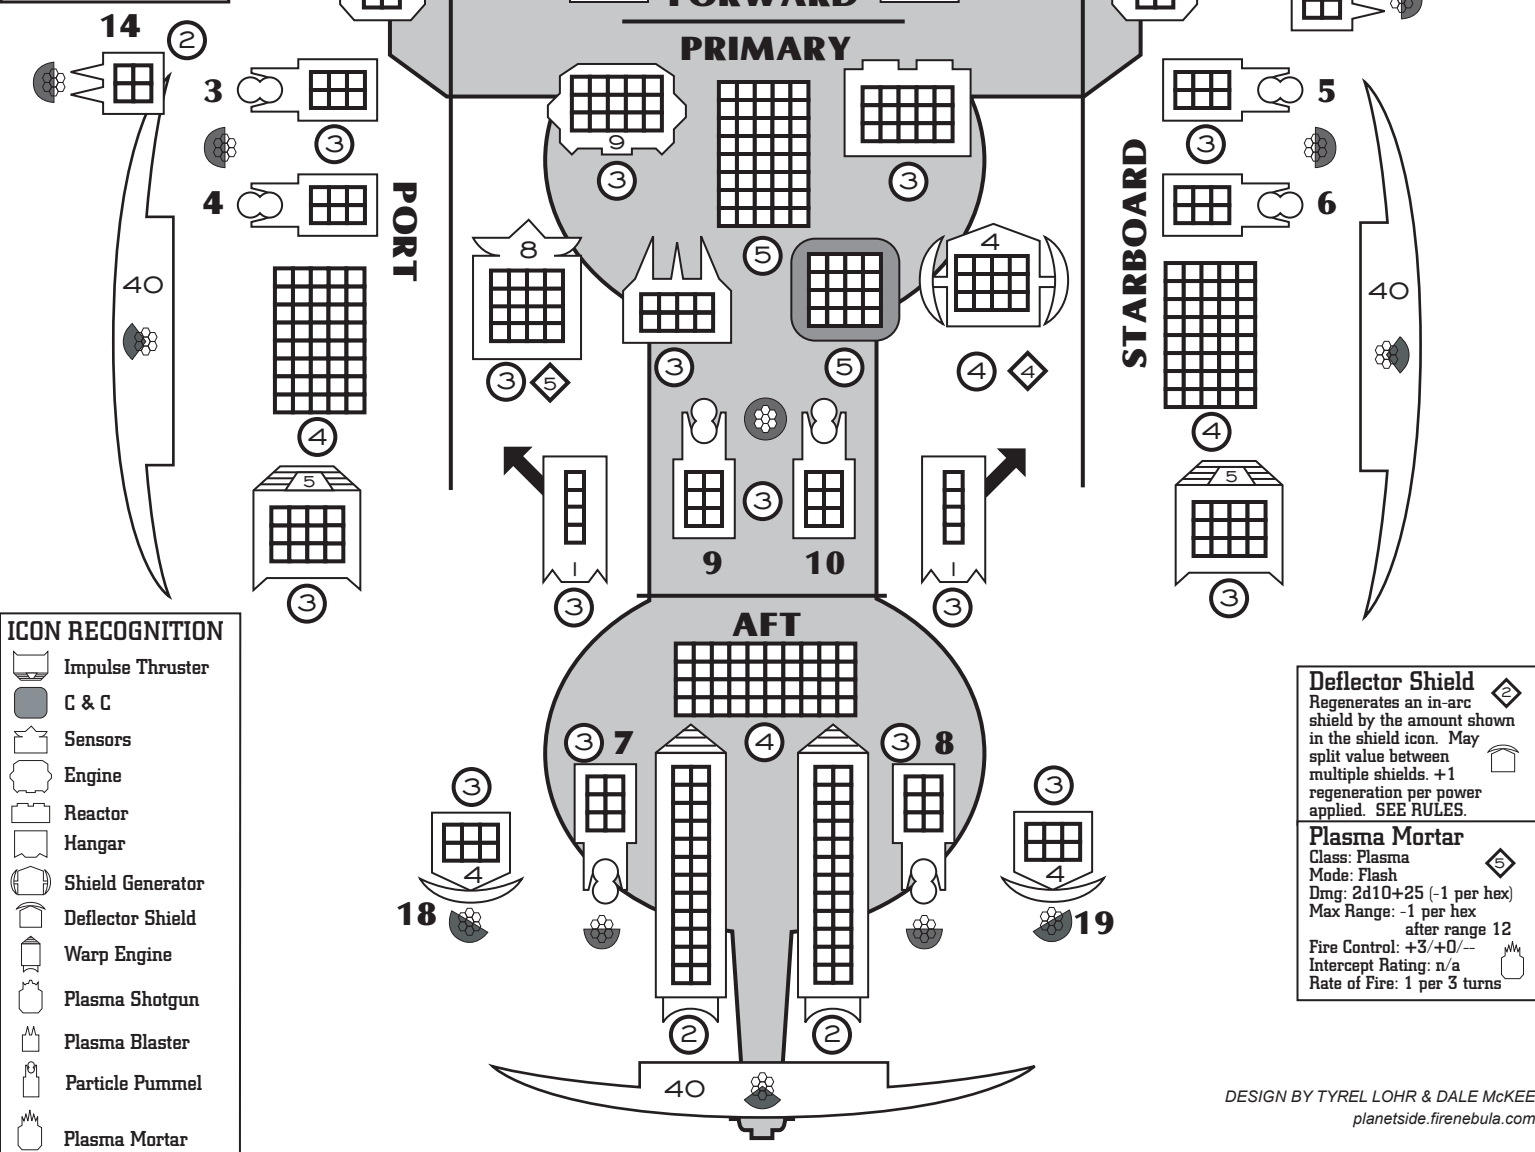 FORWARD
PRIMARY
14
2
3
3
4
PORT
40
4
5
3
9
3
5
3
8
3
5
3
5
4
4
4
5
3
6
STARBOARD
40
4
5
3
3
9
10
1
3
1
3
AFT
4
3
7
3
8
3
4
18
3
4
19
2
2
40
ICON RECOGNITION
Impulse Thruster
C & C
Sensors
Engine
Reactor
Hangar
Shield Generator
Deflector Shield
Warp Engine
Plasma Shotgun
Plasma Blaster
Particle Pummel
Plasma Mortar
Deflector Shield
2
Regenerates an in-arc
shield by the amount shown
in the shield icon. May
split value between
multiple shields. +1
regeneration per power
applied. SEE RULES.
Plasma Mortar
5
Class: Plasma
Mode: Flash
Dmg: 2d10+25 (-1 per hex)
Max Range: -1 per hex
after range 12
Fire Control: +3/+0/--
Intercept Rating: n/a
Rate of Fire: 1 per 3 turns
DESIGN BY TYREL LOHR & DALE McKEE
planetside.firenebula.com